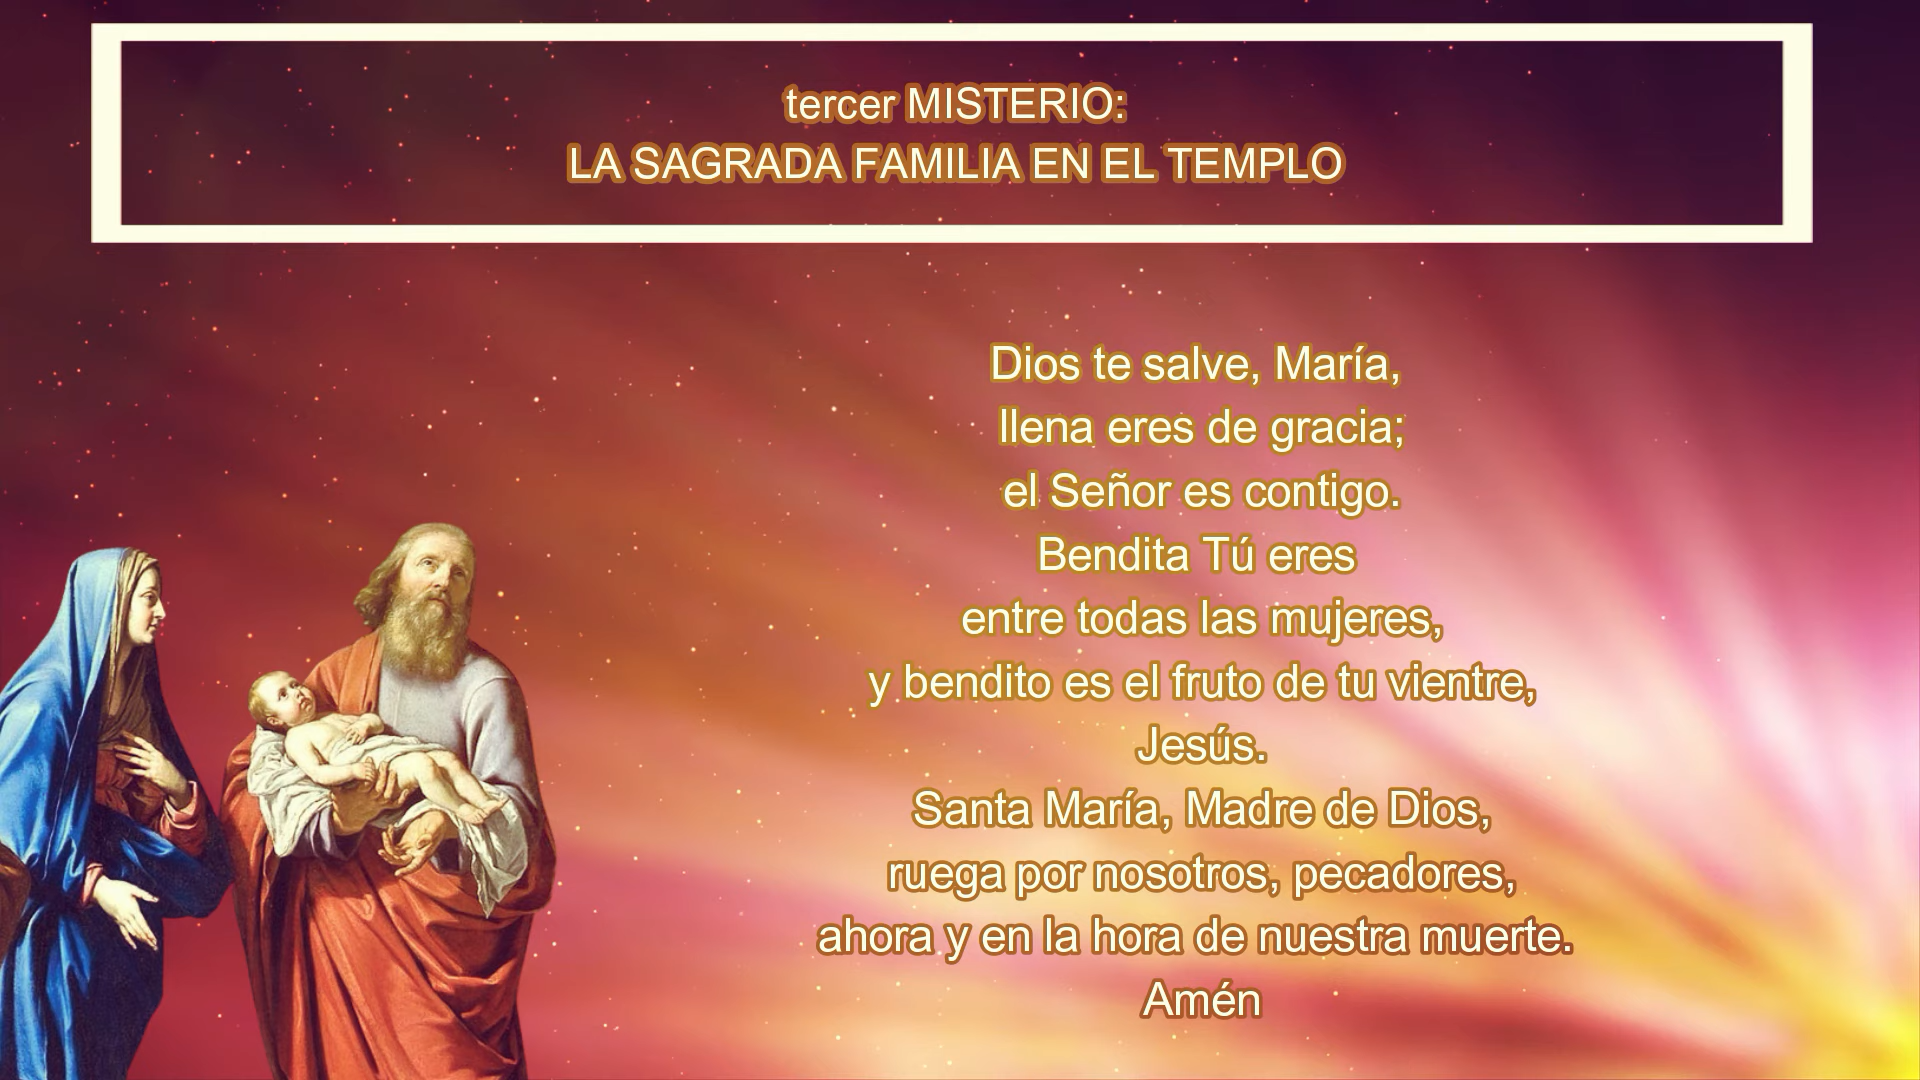 tercer MISTERIO:
LA SAGRADA FAMILIA EN EL TEMPLO
Dios te salve, María,
llena eres de gracia;
el Señor es contigo.
Bendita Tú eres
entre todas las mujeres,
y bendito es el fruto de tu vientre,
Jesús.
Santa María, Madre de Dios,
ruega por nosotros, pecadores,
ahora y en la hora de nuestra muerte.
Amén